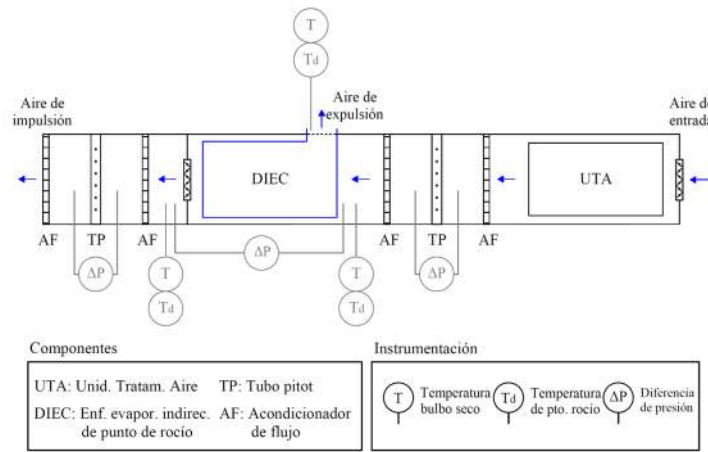 T
Td
Aire de
impulsión
Aire de
expulsión
Aire de
entrada
DIEC
UTA
AF
TP
AF
AF
TP
AF
ΔP
T
Td
ΔP
T
Td
ΔP
Componentes
UTA: Unid. Tratam. Aire
TP: Tubo pitot
DIEC: Enf. evapor. indirec.
de punto de rocío
AF: Acondicionador
de flujo
Instrumentación
T
Temperatura
bulbo seco
Td
Temperatura
de pto. rocío
ΔP
Diferencia
de presión